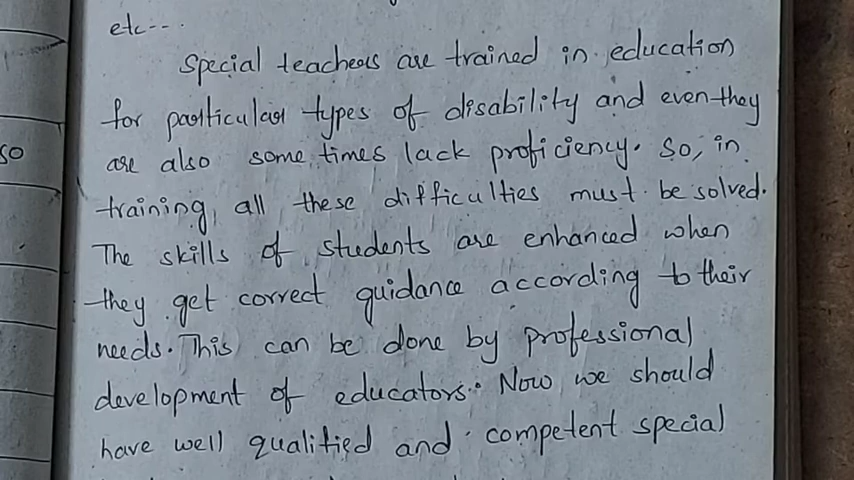 etc---.
Special teachers are trained in education
for particular types of disability and even they
are also some times lack proficiency. So, in
so
training, all these difficulties must be solved.
The skills of students are enhanced when
they get correct guidance according to their
needs. This can be done by professional
development of educators. Now we should
have well qualified and competent special